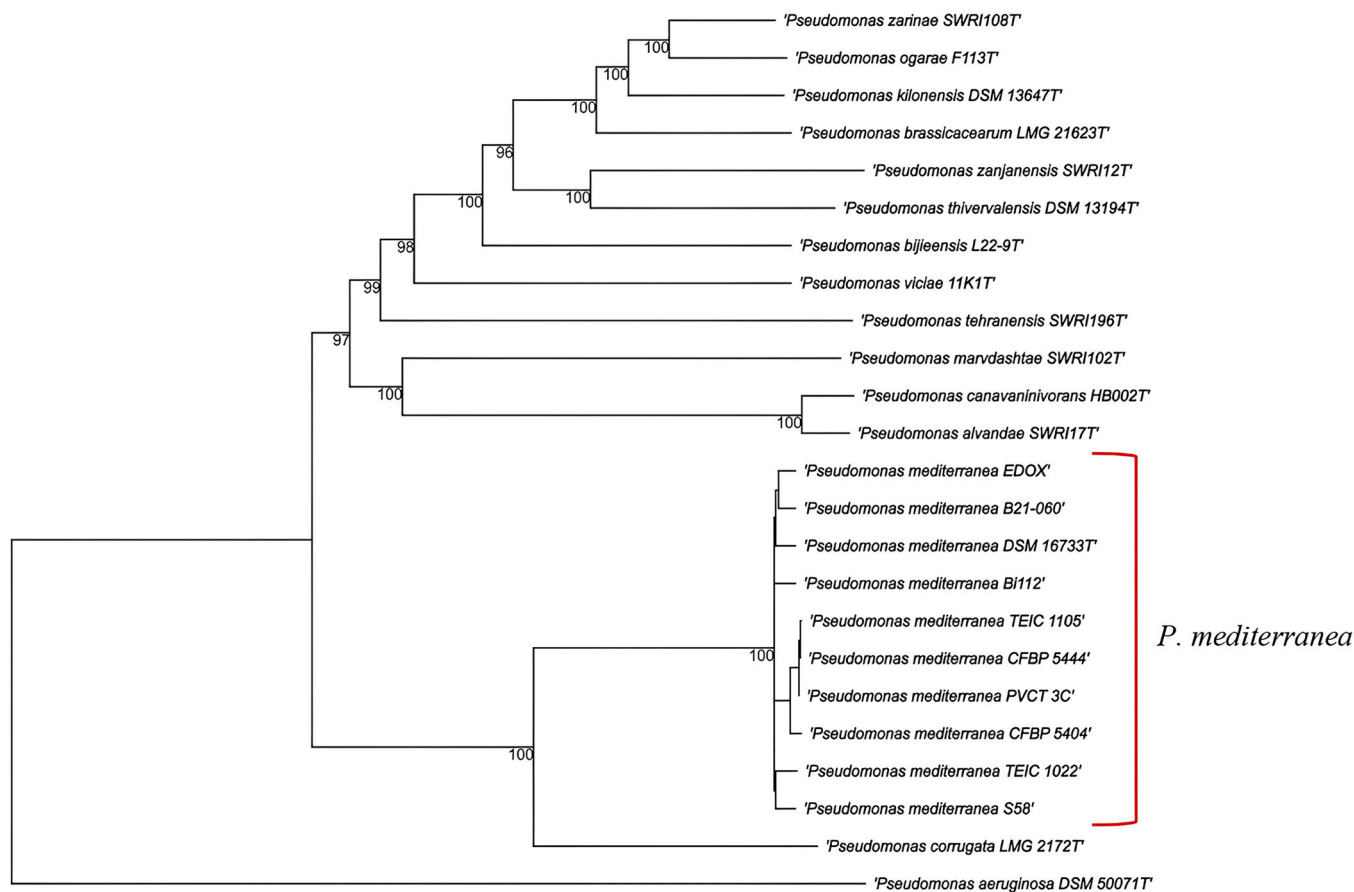 'Pseudomonas zarinae SWRI108T'
100
'Pseudomonas ogarae F113T'
100
'Pseudomonas kilonensis DSM 13647T'
100
'Pseudomonas brassicacearum LMG 21623T'
96
'Pseudomonas zanjanensis SWRI12T'
100
100
'Pseudomonas thivervalensis DSM 13194T'
98
'Pseudomonas bijieensis L22-9T'
99
'Pseudomonas viciae 11K1T'
'Pseudomonas tehranensis SWRI196T'
97
'Pseudomonas marvdashtae SWRI102T'
100
'Pseudomonas canavaninivorans HB002T'
100
'Pseudomonas alvandae SWRI17T'
'Pseudomonas mediterranea EDOX'
'Pseudomonas mediterranea B21-060'
'Pseudomonas mediterranea DSM 16733T'
'Pseudomonas mediterranea Bi112'
'Pseudomonas mediterranea TEIC 1105'
P. mediterranea
100
'Pseudomonas mediterranea CFBP 5444'
'Pseudomonas mediterranea PVCT 3C'
'Pseudomonas mediterranea CFBP 5404'
100
'Pseudomonas mediterranea TEIC 1022'
'Pseudomonas mediterranea S58'
'Pseudomonas corrugata LMG 2172T'
'Pseudomonas aeruginosa DSM 50071T'